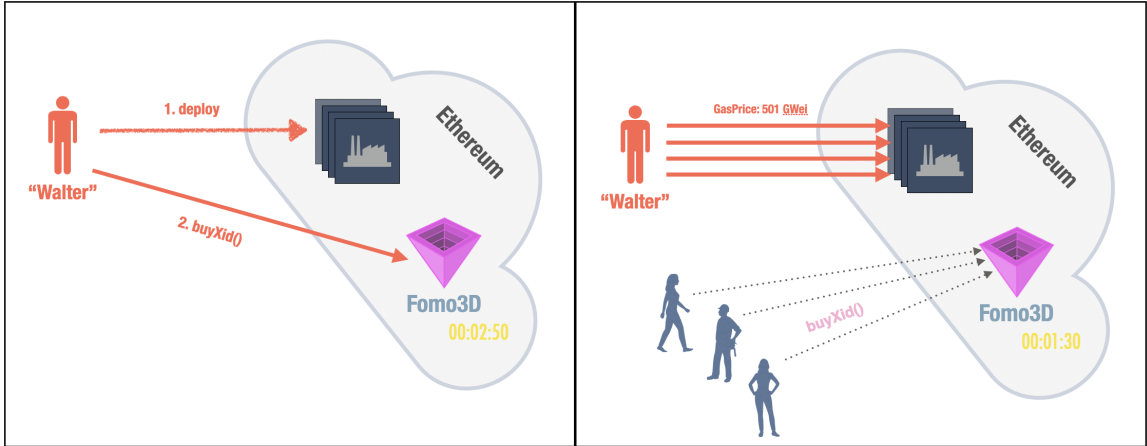 1. deploy
Ethereum
“Walter”
2. buyXid()
Fomo3D
00:02:50
GasPrice: 501 GWei
Ethereum
“Walter”
buyXid()
Fomo3D
00:01:30